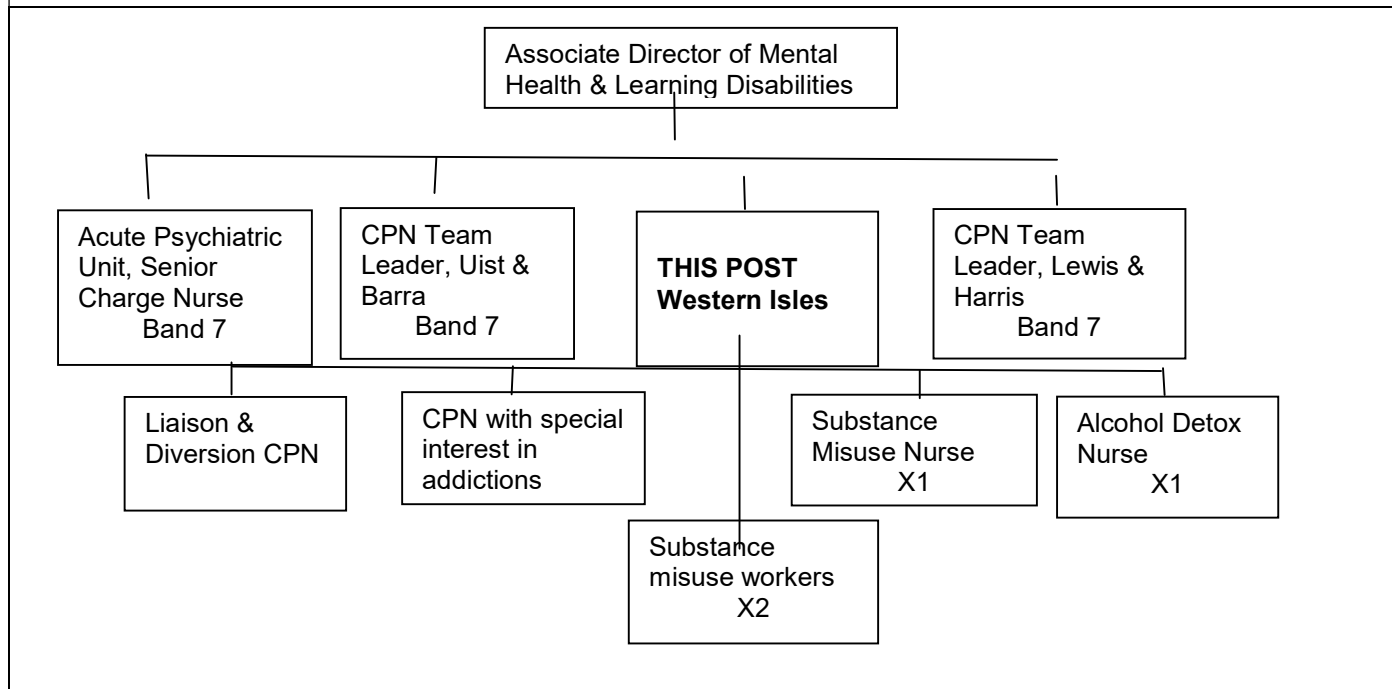 Associate Director of Mental
Health & Learning Disabilities
Acute Psychiatric
Unit, Senior
Charge Nurse
Band 7
CPN Team
Leader, Uist &
Barra
Band 7
THIS POST
Western Isles
CPN Team
Leader, Lewis &
Harris
Band 7
Liaison &
Diversion CPN
CPN with special
interest in
addictions
Substance
Misuse Nurse
X1
Alcohol Detox
Nurse
X1
Substance
misuse workers
X2